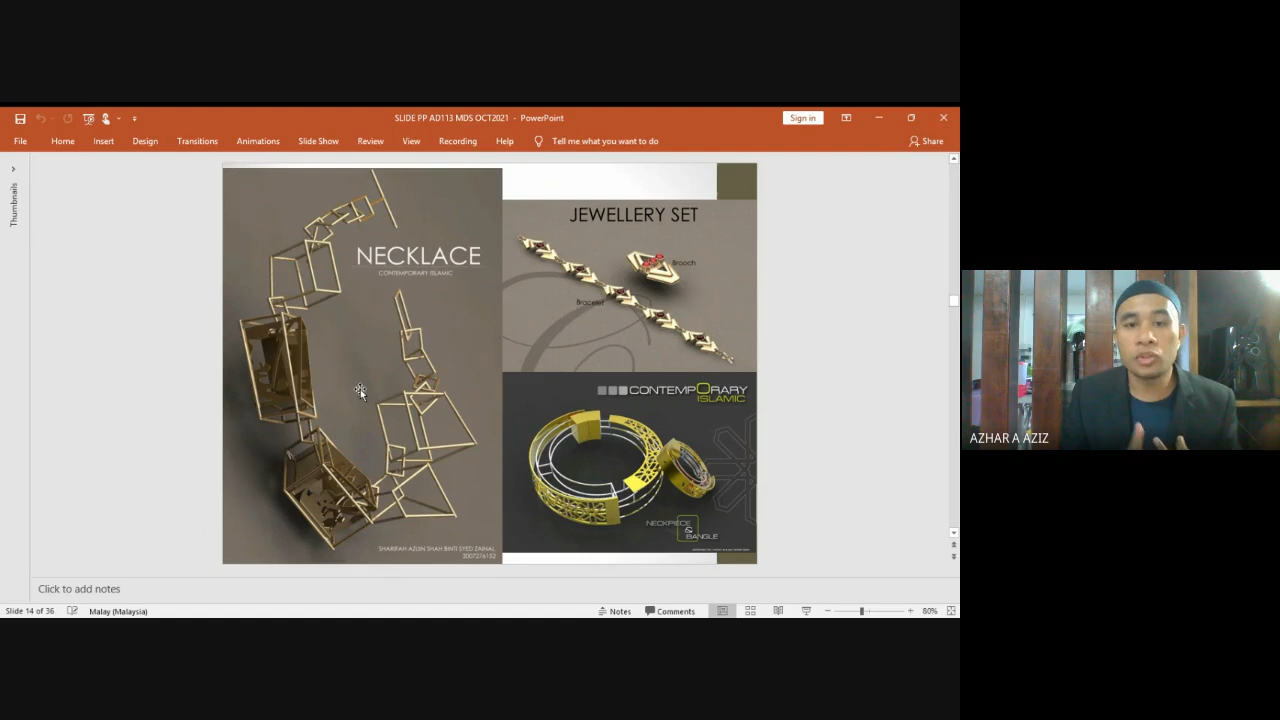 SLIDE PP AD113 MDS OCT2021 - PowerPoint
Sign in
File Home Insert Design Transitions Animations Slide Show Review View Recording Help Tell me what you want to do Share
Thumbnails
NECKLACE
CONTEMPORARY ISLAMIC
SHARIFAH AZLIN SHAH BINTI SYED ZAINAL
JEWELLERY SET
Brooch
Bracelet
CONTEMPORARY
ISLAMIC
NECKPIECE
&
BANGLE
AZHAR A AZIZ
Click to add notes
Slide 14 of 36 Malay (Malaysia) Notes Comments 80%